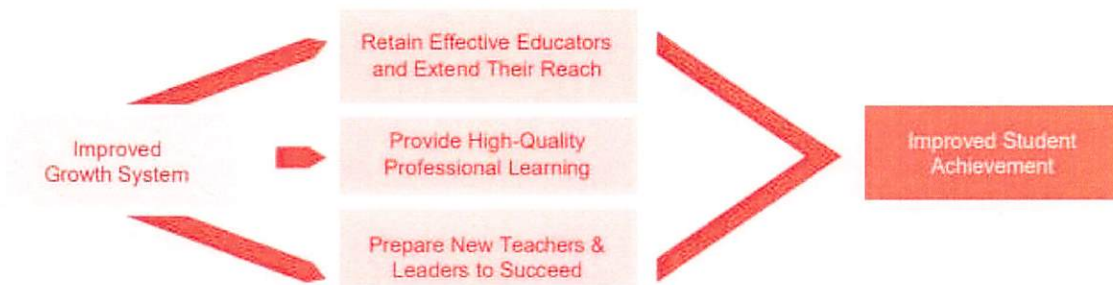 Retain Effective Educators
and Extend Their Reach
Improved
Growth System
Provide High-Quality
Professional Learning
Improved Student
Achievement
Prepare New Teachers &
Leaders to Succeed